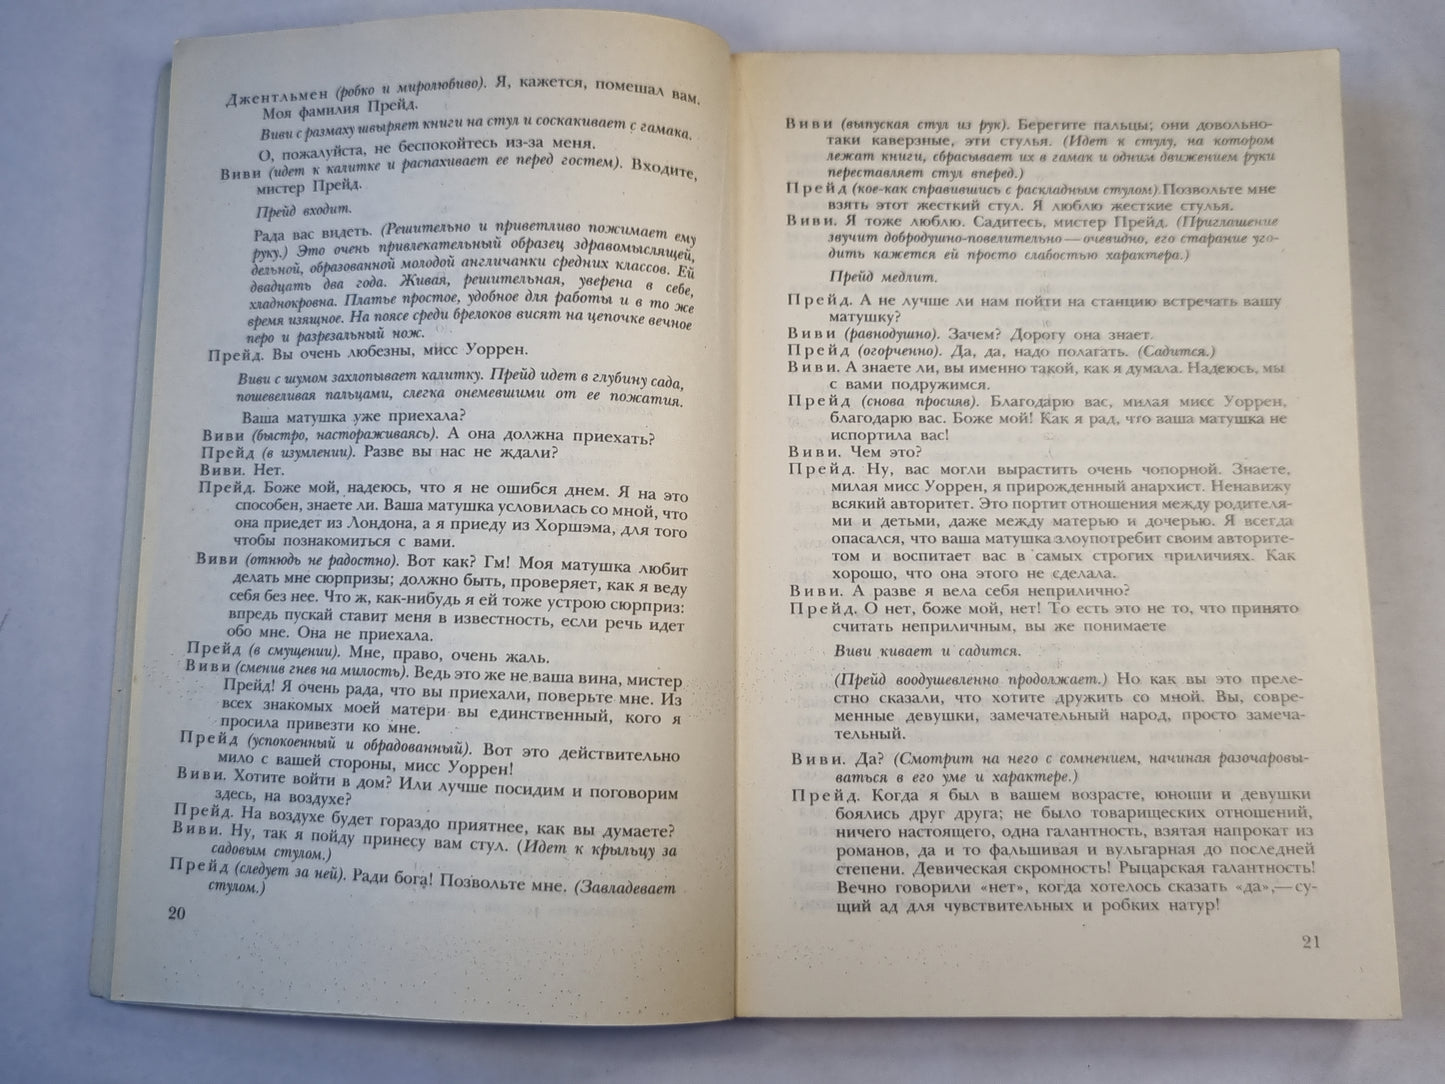 Джентльмен (робко и миролюбиво). Я, кажется, помешал вам.
Моя фамилия Прейд.
Виви с размаху швыряет книги на стул и соскакивает с гамака.
О, пожалуйста, не беспокойтесь из-за меня.
Виви (идет к калитке и распахивает ее перед гостем). Входите,
мистер Прейд.
Прейд входит.
Рада вас видеть. (Решительно и приветливо пожимает ему
руку.) Это очень привлекательный образец здравомыслящей,
дельной, образованной молодой англичанки средних классов. Ей
двадцать два года. Живая, решительная, уверена в себе,
хладнокровна. Платье простое, удобное для работы и в то же
время изящное. На поясе среди брелоков висят на цепочке вечное
перо и разрезальный нож.
Прейд. Вы очень любезны, мисс Уоррен.
Виви с шумом захлопывает калитку. Прейд идет в глубину сада,
пошевеливая пальцами, слегка онемевшими от ее пожатия.
Ваша матушка уже приехала?
Виви (быстро, настораживаясь). А она должна приехать?
Прейд (в изумлении). Разве вы нас не ждали?
Виви. Нет.
Прейд. Боже мой, надеюсь, что я не ошибся днем. Я на это
способен, знаете ли. Ваша матушка условилась со мной, что
она приедет из Лондона, а я приеду из Хоршэма, для того
чтобы познакомиться с вами.
Виви (отнюдь не радостно). Вот как? Гм! Моя матушка любит
делать мне сюрпризы; должно быть, проверяет, как я веду
себя без нее. Что ж, как-нибудь я ей тоже устрою сюрприз:
впредь пускай ставит меня в известность, если речь идет
обо мне. Она не приехала.
Прейд (в смущении). Мне, право, очень жаль.
Виви (сменив гнев на милость). Ведь это же не ваша вина, мистер
Прейд! Я очень рада, что вы приехали, поверьте мне. Из
всех знакомых моей матери вы единственный, кого я
просила привезти ко мне.
Прейд (успокоенный и обрадованный). Вот это действительно
мило с вашей стороны, мисс Уоррен!
Виви. Хотите войти в дом? Или лучше посидим и поговорим
здесь, на воздухе?
Прейд. На воздухе будет гораздо приятнее, как вы думаете?
Виви. Ну, так я пойду принесу вам стул. (Идет к крыльцу за
садовым стулом.)
Прейд (следует за ней). Ради бога! Позвольте мне. (Завладевает
стулом.)
20
Виви (выпуская стул из рук). Берегите пальцы; они довольно-
таки каверзные, эти стулья. (Идет к стулу, на котором
лежат книги, сбрасывает их в гамак и одним движением руки
переставляет стул вперед.)
Прейд (кое-как справившись с раскладным стулом). Позвольте мне
взять этот жесткий стул. Я люблю жесткие стулья.
Виви. Я тоже люблю. Садитесь, мистер Прейд. (Приглашение
звучит добродушно-повелительно — очевидно, его старание уго-
дить кажется ей просто слабостью характера.)
Прейд медлит.
Прейд. А не лучше ли нам пойти на станцию встречать вашу
матушку?
Виви (равнодушно). Зачем? Дорогу она знает.
Прейд (огорченно). Да, да, надо полагать. (Садится.)
Виви. А знаете ли, вы именно такой, как я думала. Надеюсь, мы
с вами подружимся.
Прейд (снова просияв). Благодарю вас, милая мисс Уоррен,
благодарю вас. Боже мой! Как я рад, что ваша матушка не
испортила вас!
Виви. Чем это?
Прейд. Ну, вас могли вырастить очень чопорной. Знаете,
милая мисс Уоррен, я прирожденный анархист. Ненавижу
всякий авторитет. Это портит отношения между родителя-
ми и детьми, даже между матерью и дочерью. Я всегда
опасался, что ваша матушка злоупотребит своим авторите-
том и воспитает вас в самых строгих приличиях. Как
хорошо, что она этого не сделала.
Виви. А разве я вела себя неприлично?
Прейд. О нет, боже мой, нет! То есть это не то, что принято
считать неприличным, вы же понимаете
Виви кивает и садится.
(Прейд воодушевленно продолжает.) Но как вы это преле-
стно сказали, что хотите дружить со мной. Вы, совре-
менные девушки, замечательный народ, просто замеча-
тельный.
Виви. Да? (Смотрит на него с сомнением, начиная разочаровы-
ваться в его уме и характере.)
Прейд. Когда я был в вашем возрасте, юноши и девушки
боялись друг друга; не было товарищеских отношений,
ничего настоящего, одна галантность, взятая напрокат из
романов, да и то фальшивая и вульгарная до последней
степени. Девическая скромность! Рыцарская галантность!
Вечно говорили «нет», когда хотелось сказать «да», — су-
щий ад для чувствительных и робких натур!
21